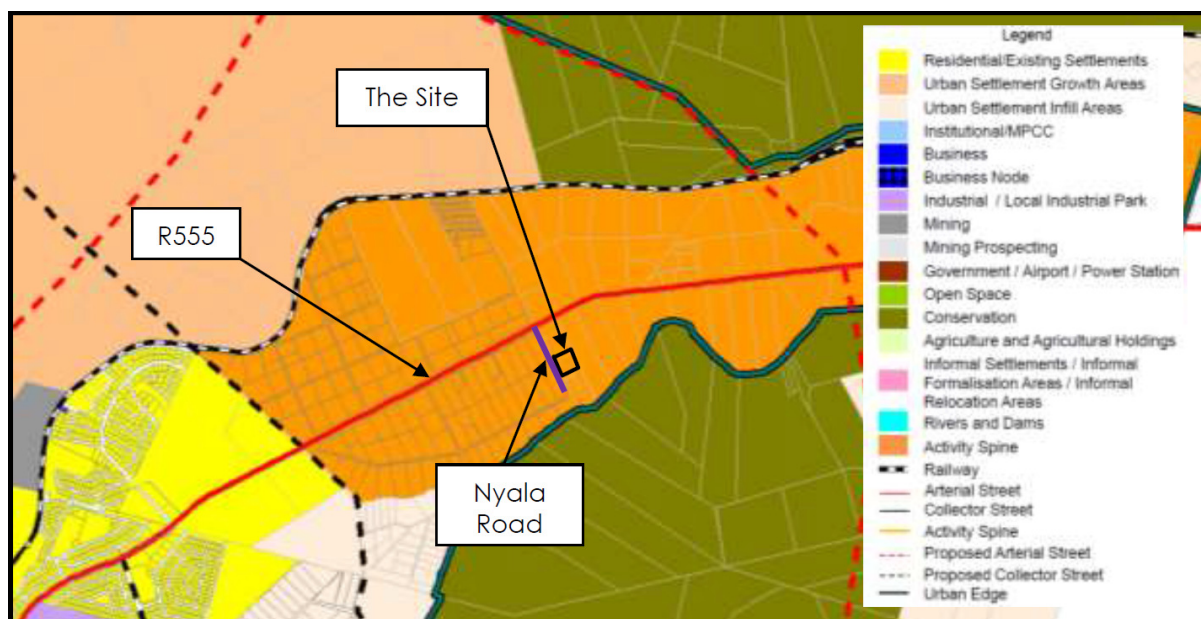 The Site
R555
Nyala
Road
Legend
Residential/Existing Settlements
Urban Settlement Growth Areas
Urban Settlement Infill Areas
Institutional/MPCC
Business
Business Node
Industrial / Local Industrial Park
Mining
Mining Prospecting
Government / Airport / Power Station
Open Space
Conservation
Agriculture and Agricultural Holdings
Informal Settlements / Informal
Formalisation Areas / Informal
Relocation Areas
Rivers and Dams
Activity Spine
Railway
Arterial Street
Collector Street
Activity Spine
Proposed Arterial Street
Proposed Collector Street
Urban Edge